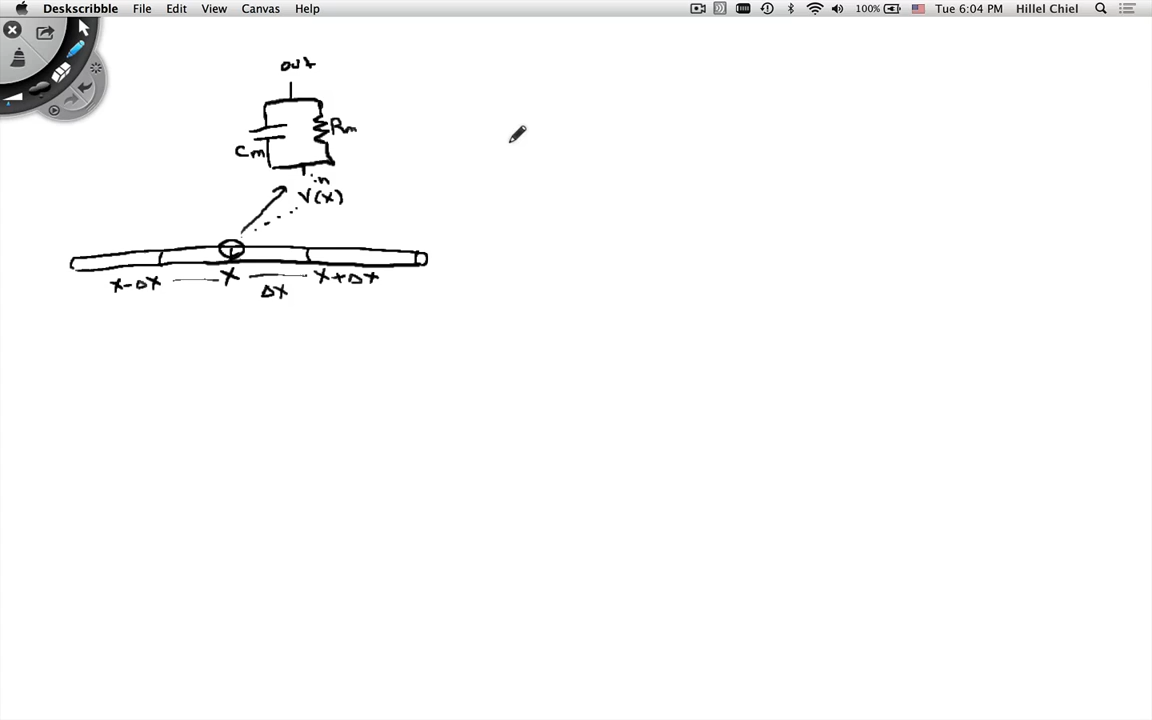 Deskscribble File Edit View Canvas Help 100% Tue 6:04 PM Hillel Chiel
out
Rm
Cm
in
V(x)
x-Δx x x+Δx
Δx